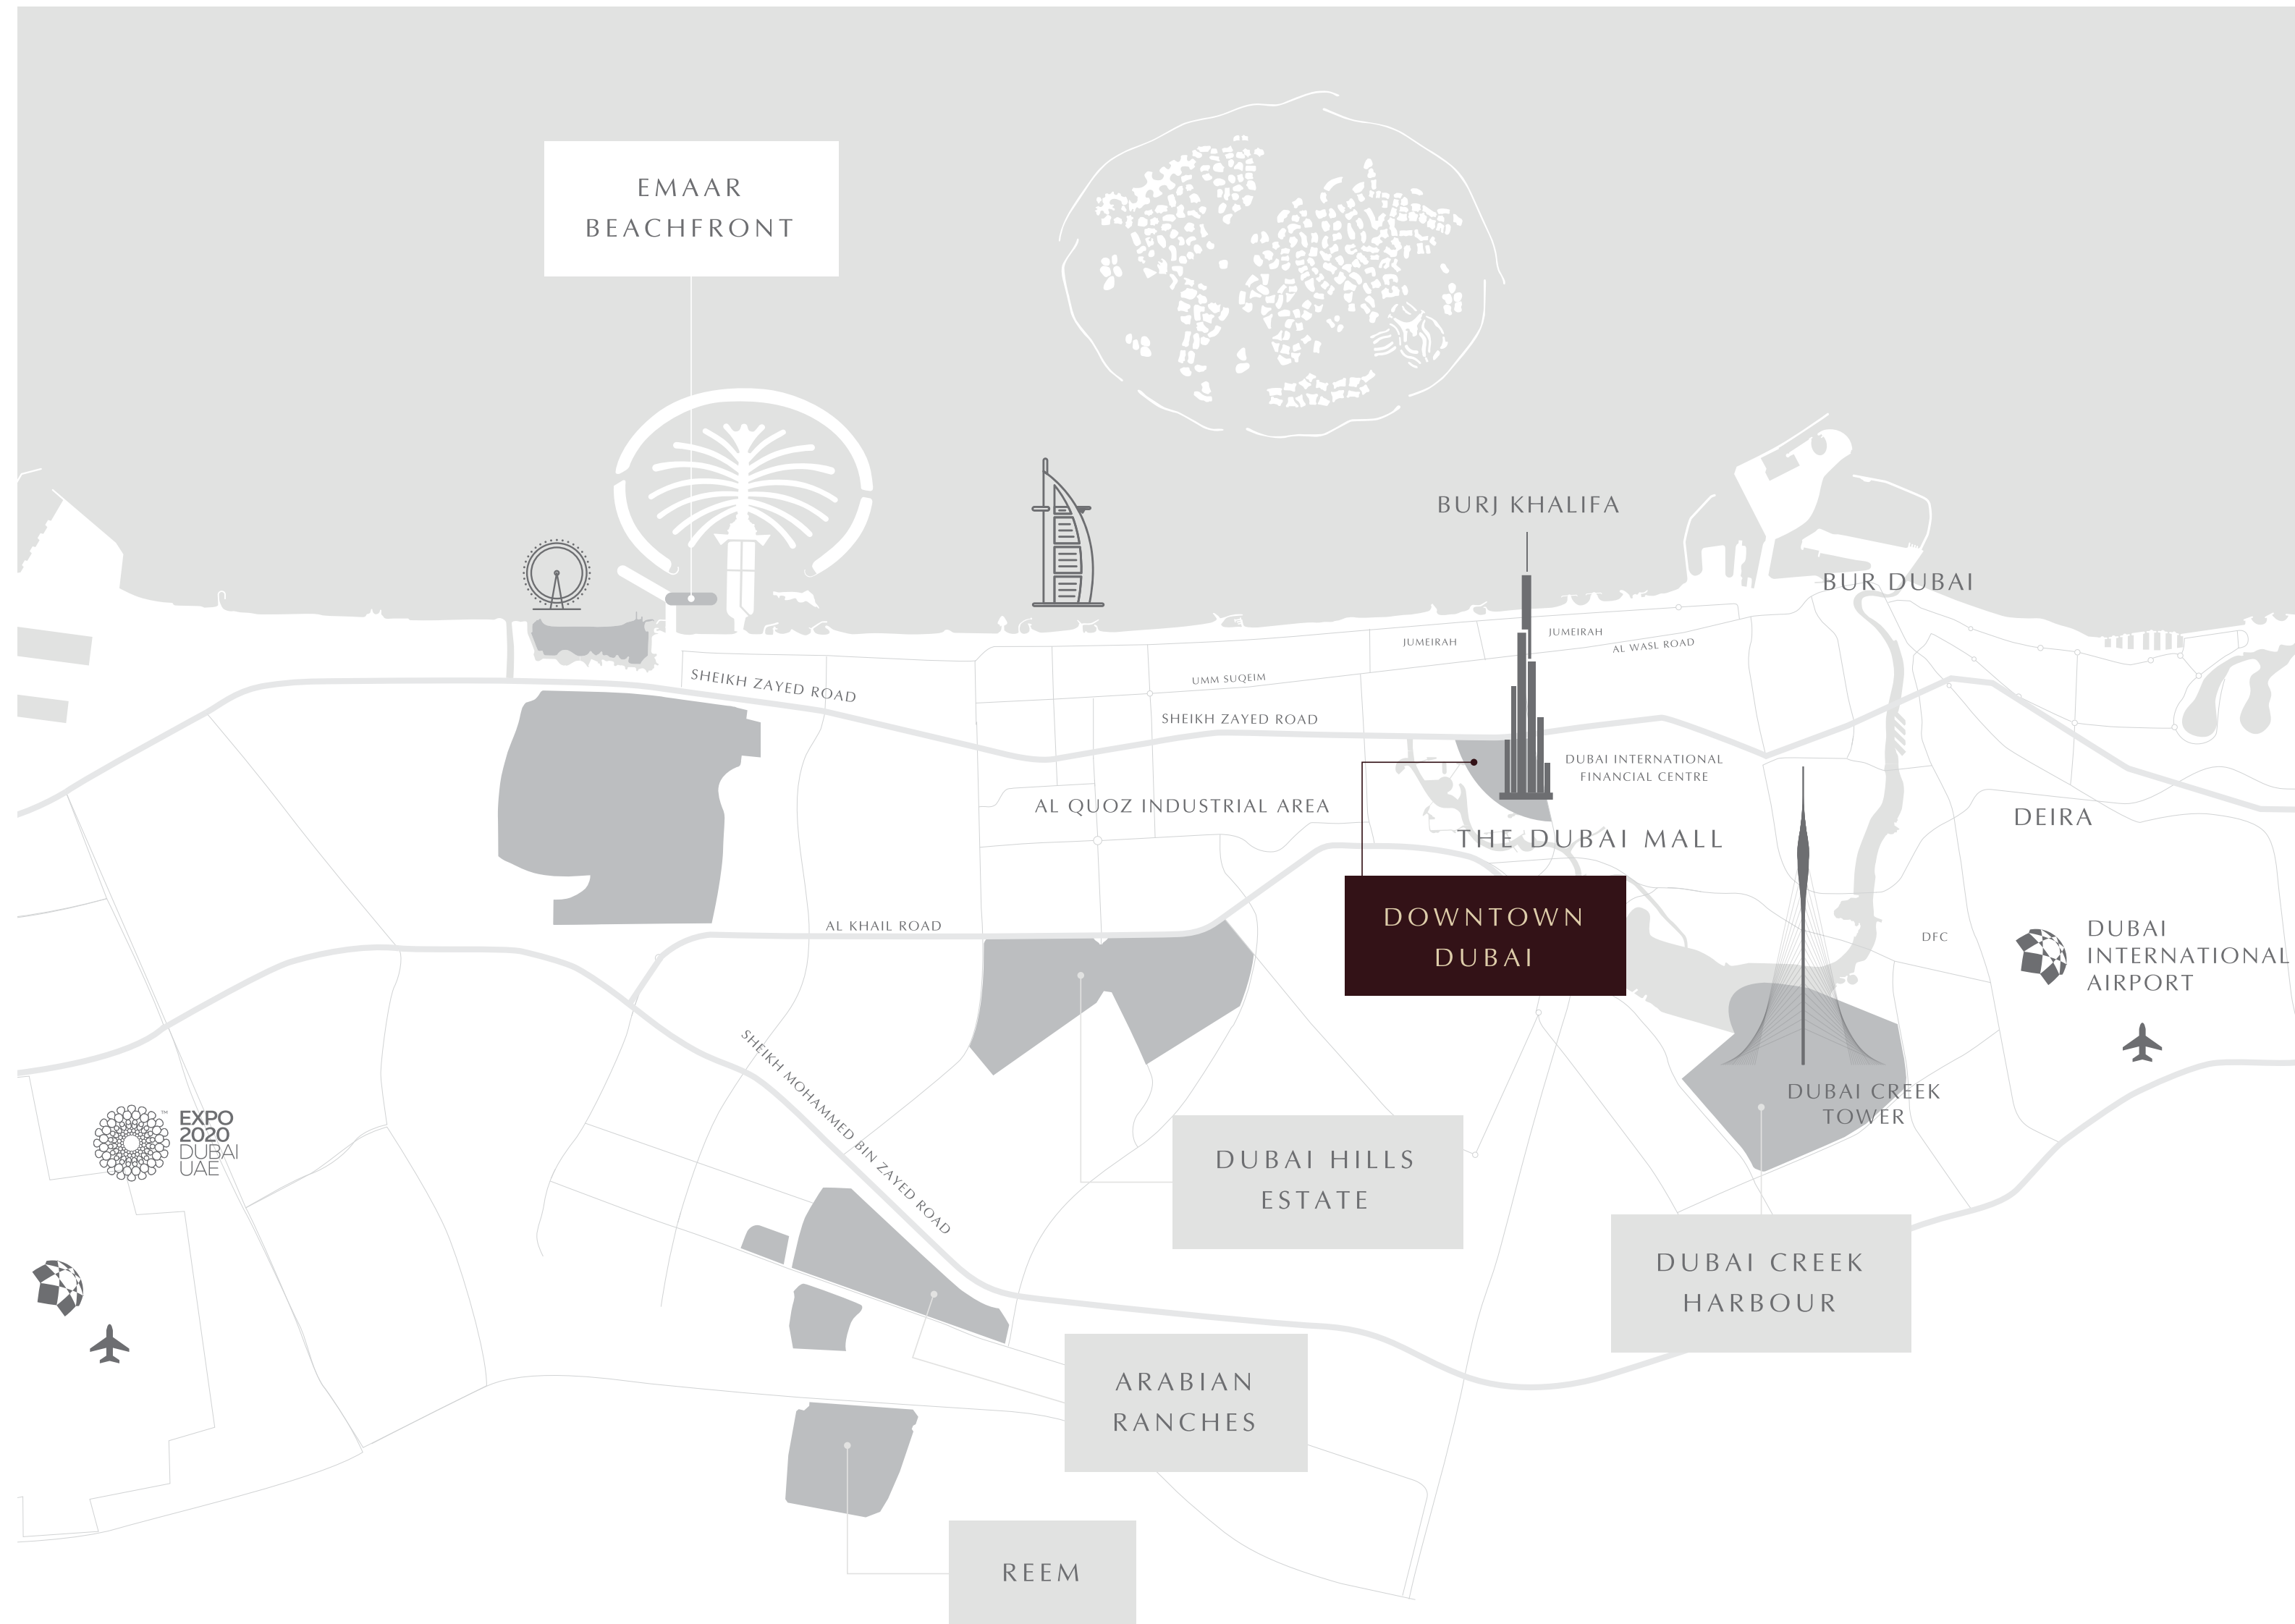 EMAAR
BEACHFRONT
BURJ KHALIFA
BUR DUBAI
JUMEIRAH
JUMEIRAH
AL WASL ROAD
UMM SUQEIM
SHEIKH ZAYED ROAD
SHEIKH ZAYED ROAD
DUBAI INTERNATIONAL
FINANCIAL CENTRE
AL QUOZ INDUSTRIAL AREA
THE DUBAI MALL
DEIRA
DOWNTOWN
DUBAI
AL KHAIL ROAD
DFC
DUBAI
INTERNATIONAL
AIRPORT
SHEIKH MOHAMMED BIN ZAYED ROAD
DUBAI CREEK
TOWER
EXPO
2020
DUBAI
UAE
™
DUBAI HILLS
ESTATE
DUBAI CREEK
HARBOUR
ARABIAN
RANCHES
REEM